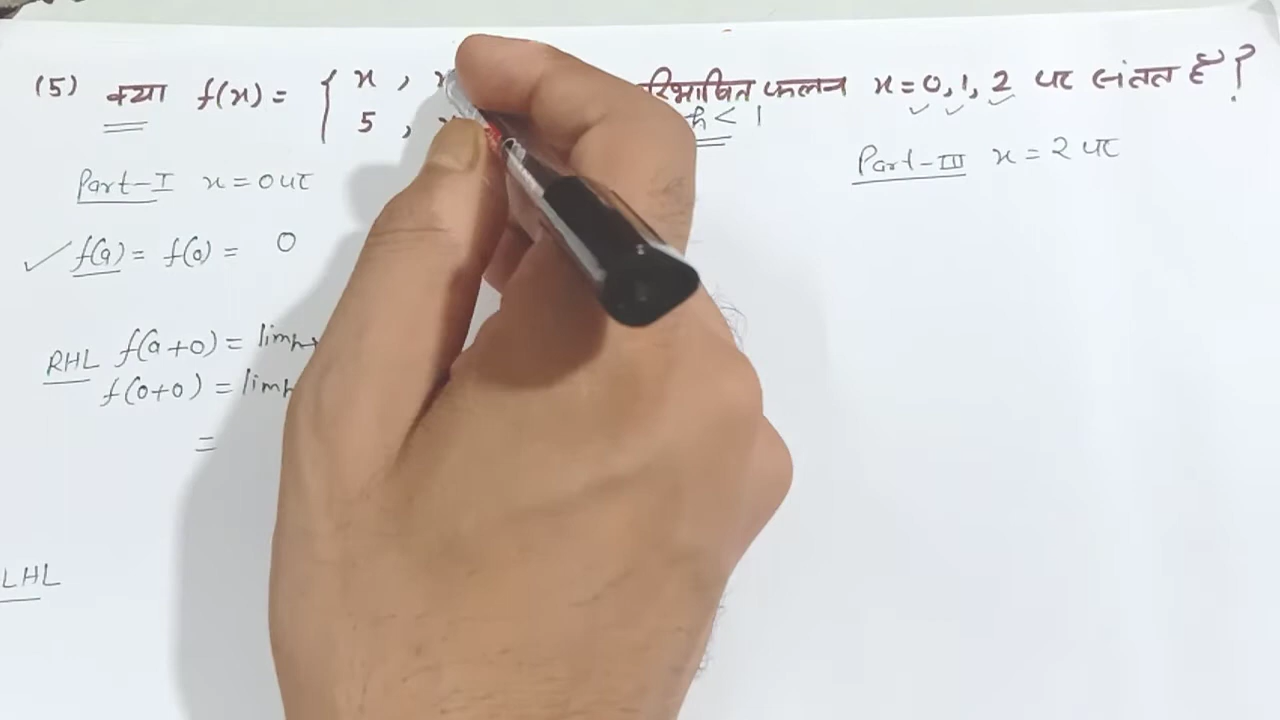 (5) क्या f(x) = { x , x
5 , x
परिभाषित फलन x = 0, 1, 2 पर संतत है ?
h < 1
Part-I x = 0 पर
f(a) = f(0) = 0
RHL f(a+0) = lim h→
f(0+0) = lim h
=
LHL
Part-III x = 2 पर